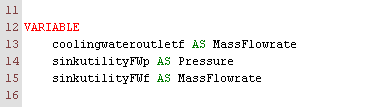 11
12 VARIABLE
13 coolingwateroutletf AS MassFlowrate
14 sinkutilityFWp AS Pressure
15 sinkutilityFWf AS MassFlowrate
16